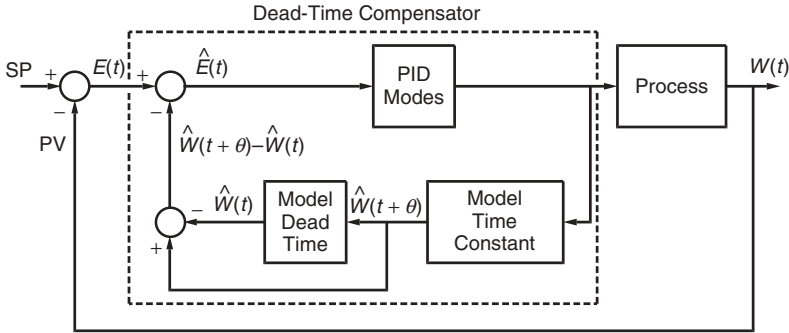 Dead-Time Compensator
SP
+
E(t)
+
Ê(t)
PID
Modes
Process
W(t)
−
PV
−
Ŵ(t + θ)−Ŵ(t)
−
Ŵ(t)
+
Model
Dead
Time
Ŵ(t + θ)
Model
Time
Constant